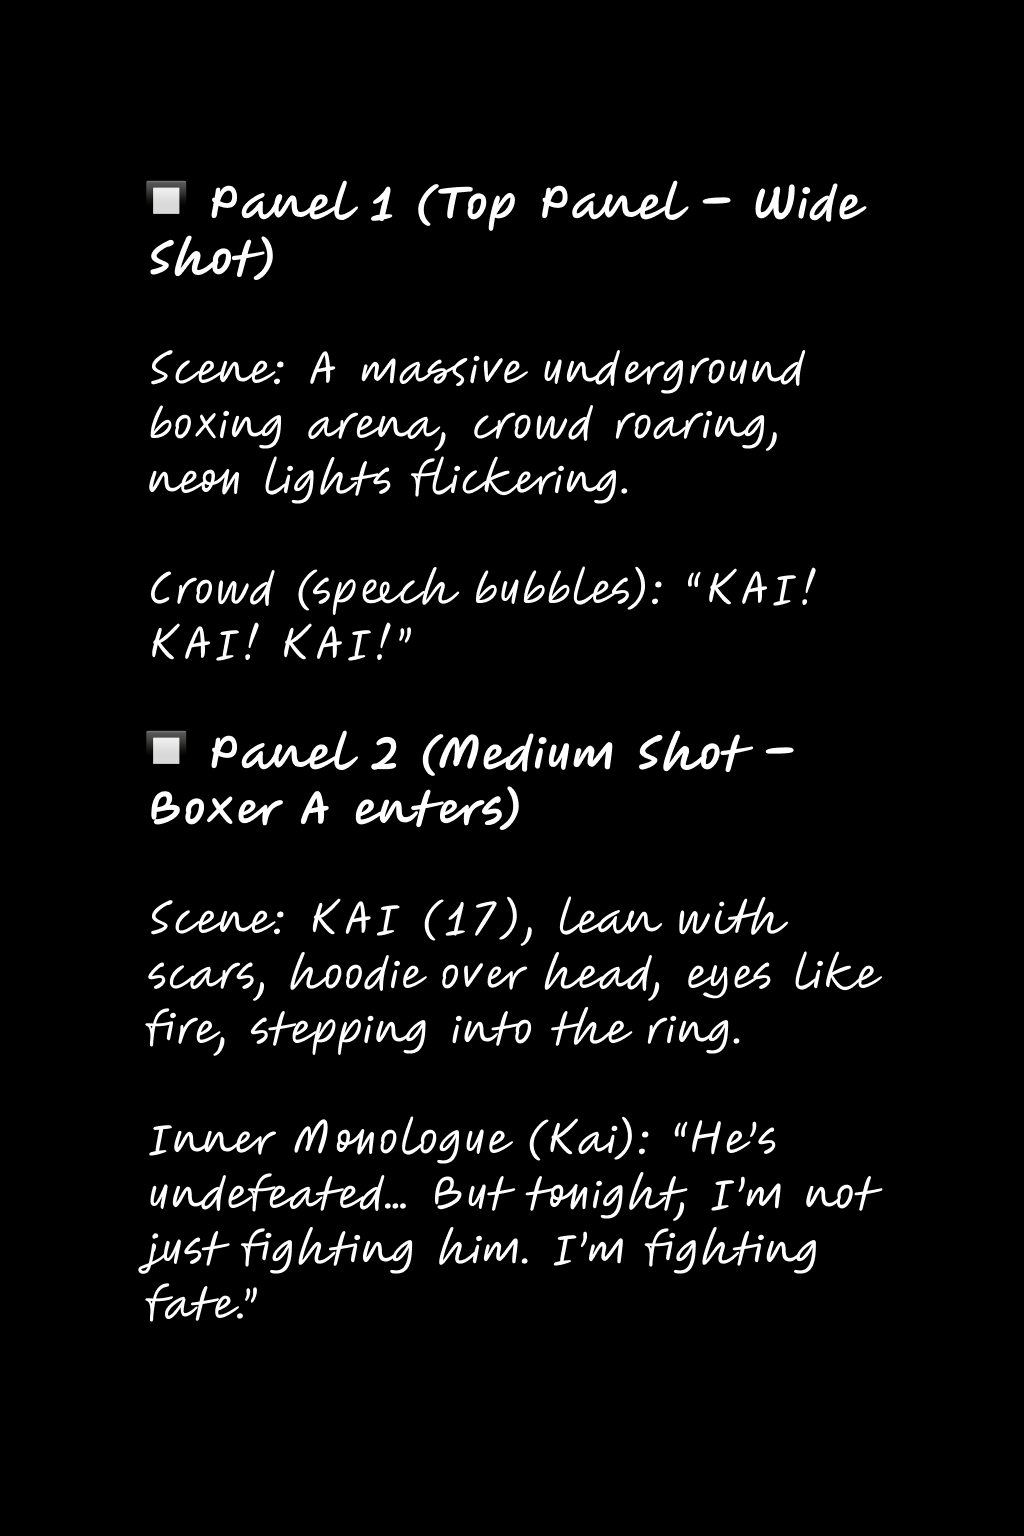 ◽ Panel 1 (Top Panel – Wide
Shot)
Scene: A massive underground
boxing arena, crowd roaring,
neon lights flickering.
Crowd (speech bubbles): “KAI!
KAI! KAI!”
◽ Panel 2 (Medium Shot –
Boxer A enters)
Scene: KAI (17), lean with
scars, hoodie over head, eyes like
fire, stepping into the ring.
Inner Monologue (Kai): “He’s
undefeated… But tonight, I’m not
just fighting him. I’m fighting
fate.”